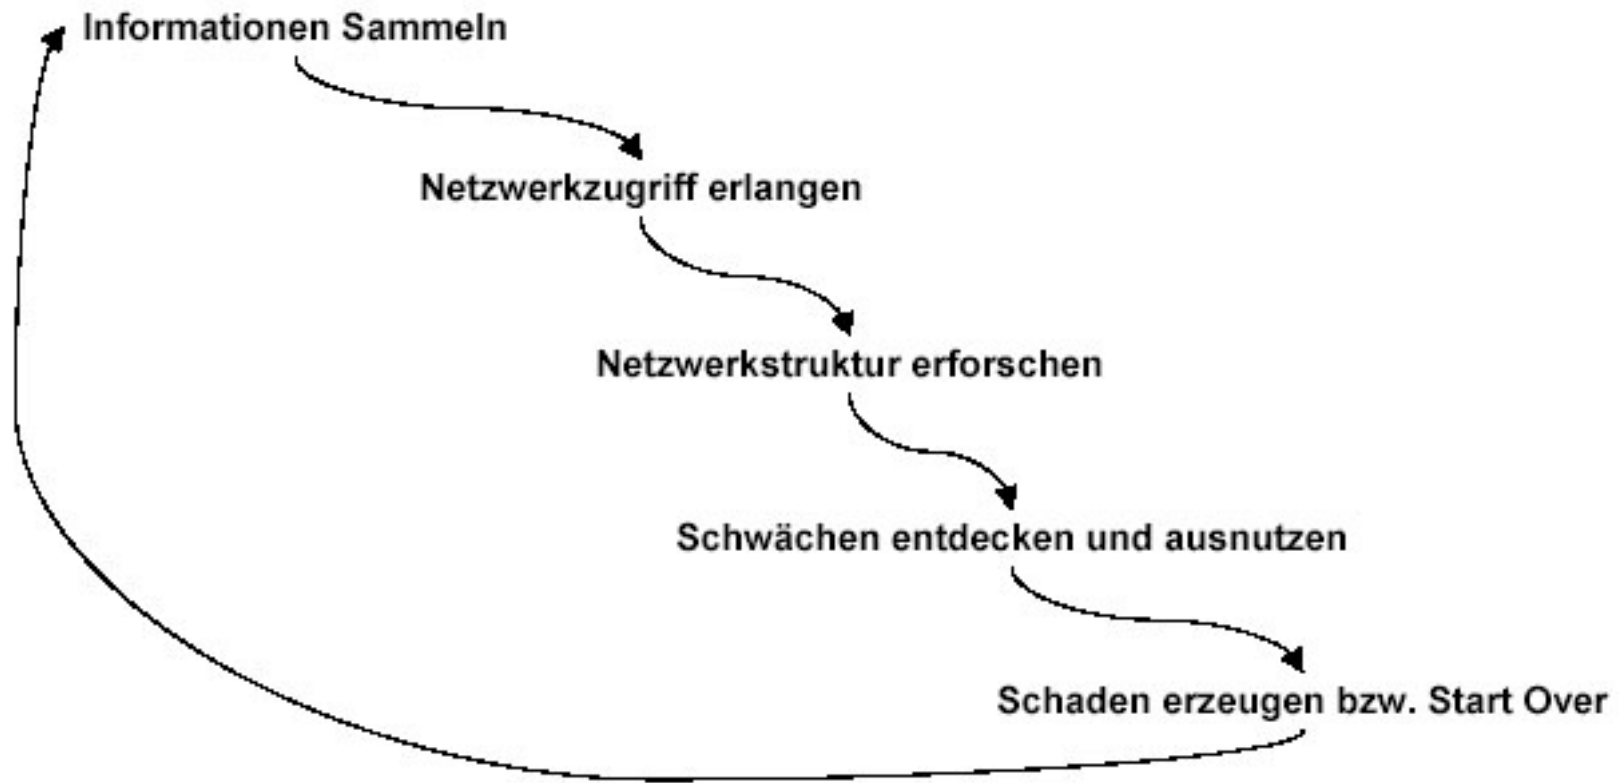 Informationen Sammeln
Netzwerkzugriff erlangen
Netzwerkstruktur erforschen
Schwächen entdecken und ausnutzen
Schaden erzeugen bzw. Start Over